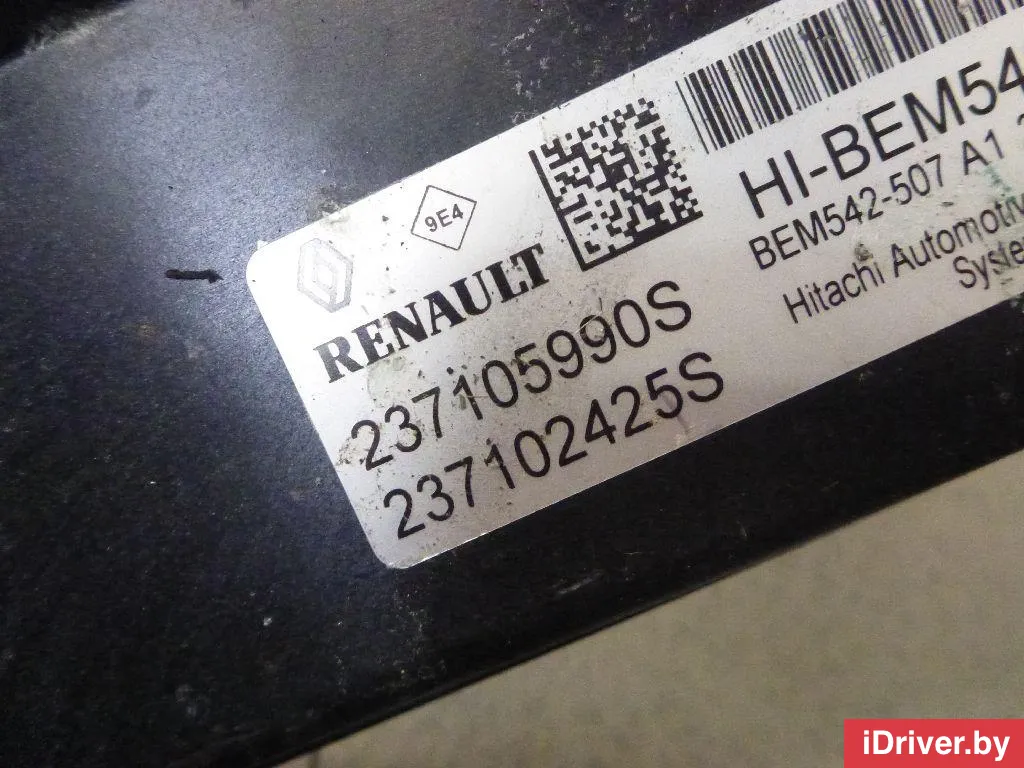 9E4
RENAULT
237105990S
237102425S
HI-BEM54
BEM542-507 A1
Hitachi Automotiv
Syste
iDriver.by